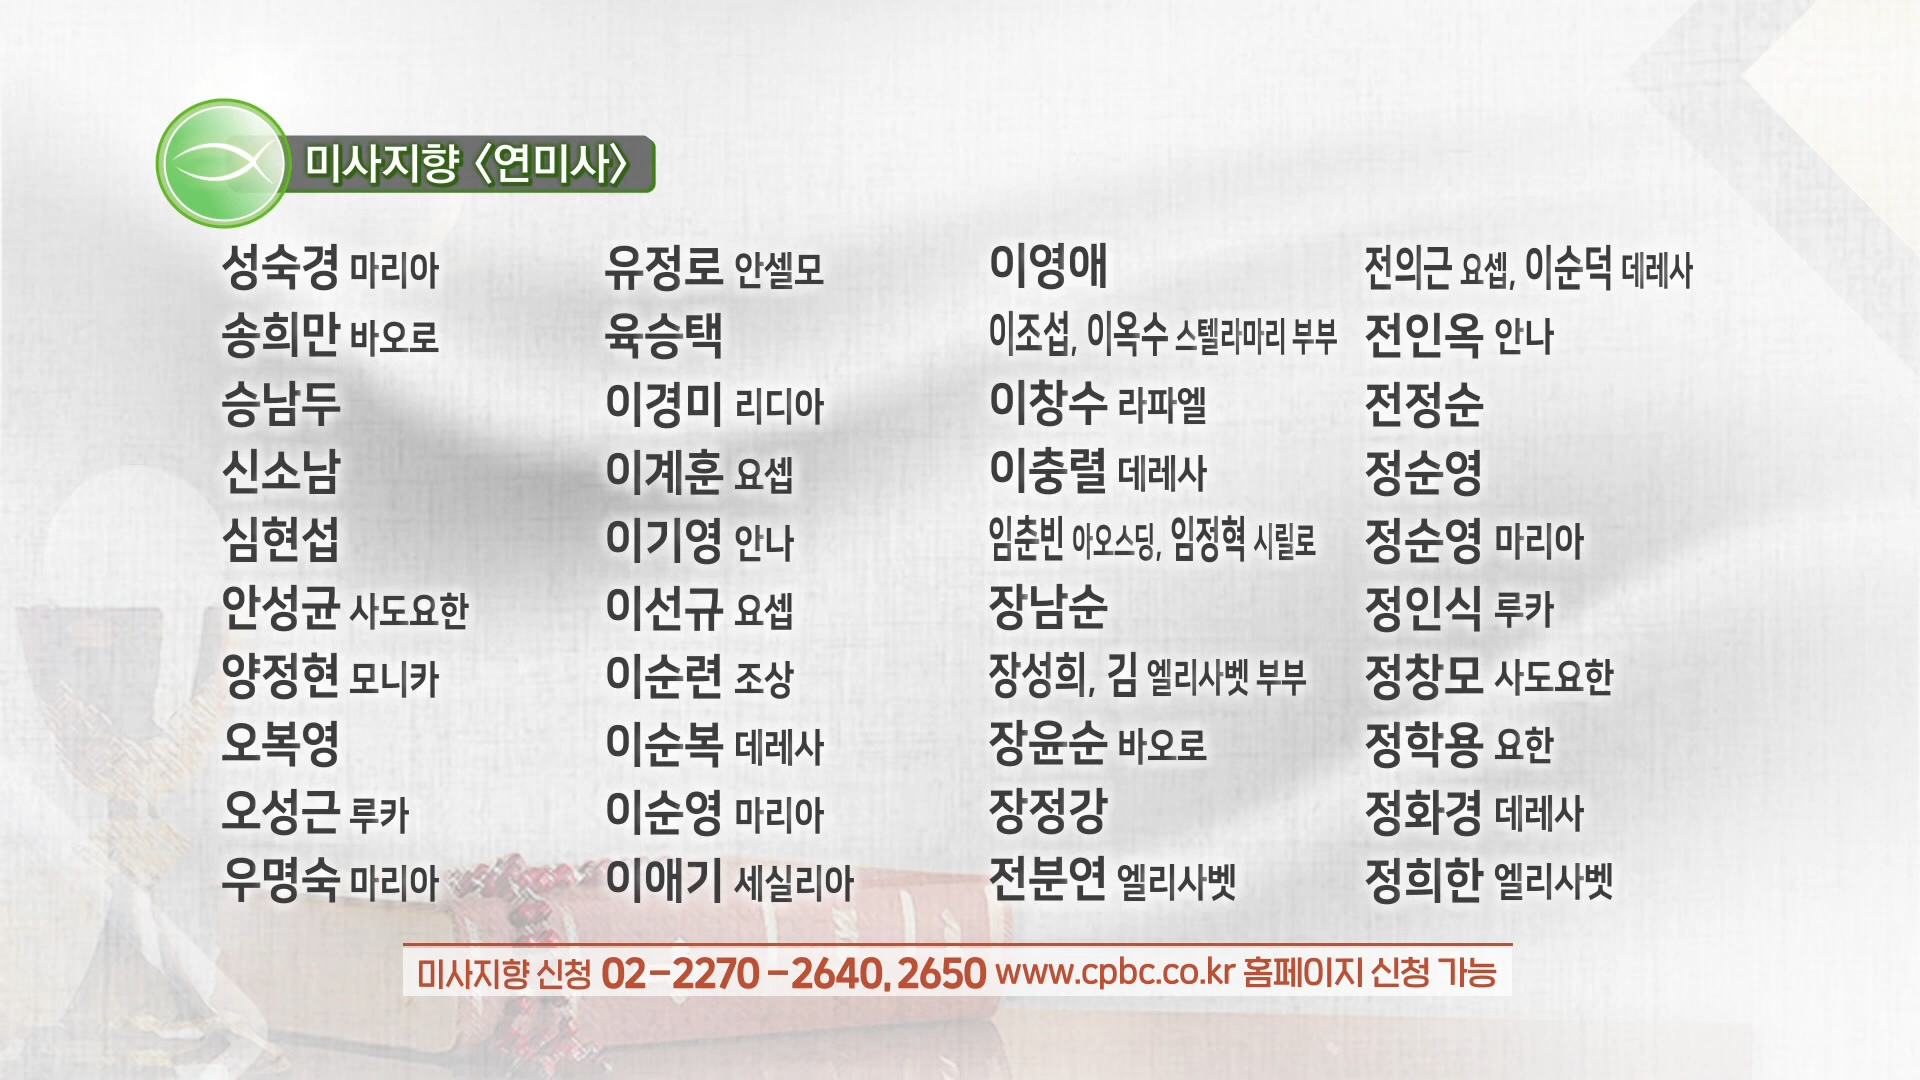 미사지향 〈연미사〉
성숙경 마리아
송희만 바오로
승남두
신소남
심현섭
안성균 사도요한
양정현 모니카
오복영
오성근 루카
우명숙 마리아
유정로 안셀모
육승택
이경미 리디아
이계훈 요셉
이기영 안나
이선규 요셉
이순련 조상
이순복 데레사
이순영 마리아
이애기 세실리아
이영애
이조섭, 이옥수 스텔라마리 부부
이창수 라파엘
이충렬 데레사
임춘빈 아오스딩, 임정혁 시릴로
장남순
장성희, 김 엘리사벳 부부
장윤순 바오로
장정강
전분연 엘리사벳
전의근 요셉, 이순덕 데레사
전인옥 안나
전정순
정순영
정순영 마리아
정인식 루카
정창모 사도요한
정학용 요한
정화경 데레사
정희한 엘리사벳
미사지향 신청 02-2270-2640, 2650 www.cpbc.co.kr 홈페이지 신청 가능